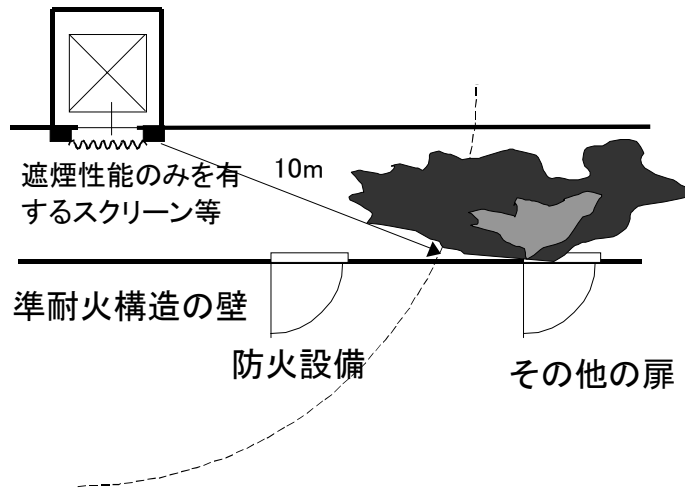 遮煙性能のみを有
するスクリーン等
10m
準耐火構造の壁
防火設備
その他の扉